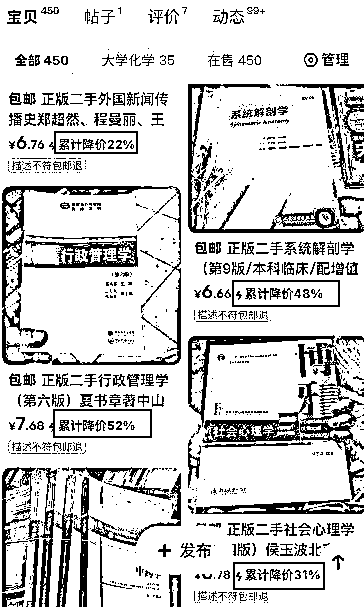 宝贝 450 帖子 1 评价 7 动态 99+
全部 450 大学化学 35 在售 450 管理
包邮 正版二手外国新闻传
播史郑超然、程曼丽、王
¥6.76 累计降价22%
描述不符包邮退
行政管理学
包邮 正版二手行政管理学
（第六版）夏书章著中山
¥7.68 累计降价52%
描述不符包邮退
系统解剖学
包邮 正版二手系统解剖学
（第9版/本科临床/配增值
¥6.66 累计降价48%
描述不符包邮退
社会心理学
正版二手社会心理学
版）侯玉波北
累计降价31%
描述不符包邮退
+ 发布